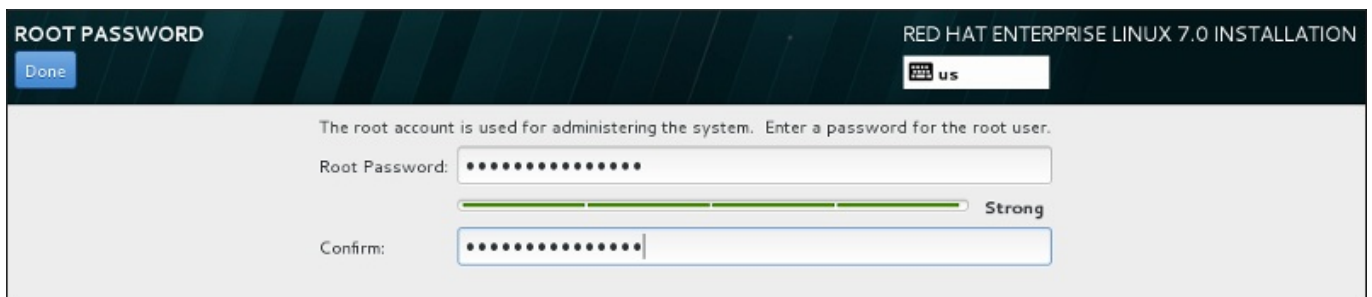 ROOT PASSWORD
RED HAT ENTERPRISE LINUX 7.0 INSTALLATION
Done
us
The root account is used for administering the system. Enter a password for the root user.
Root Password: •••••••••••••••
Strong
Confirm: •••••••••••••••